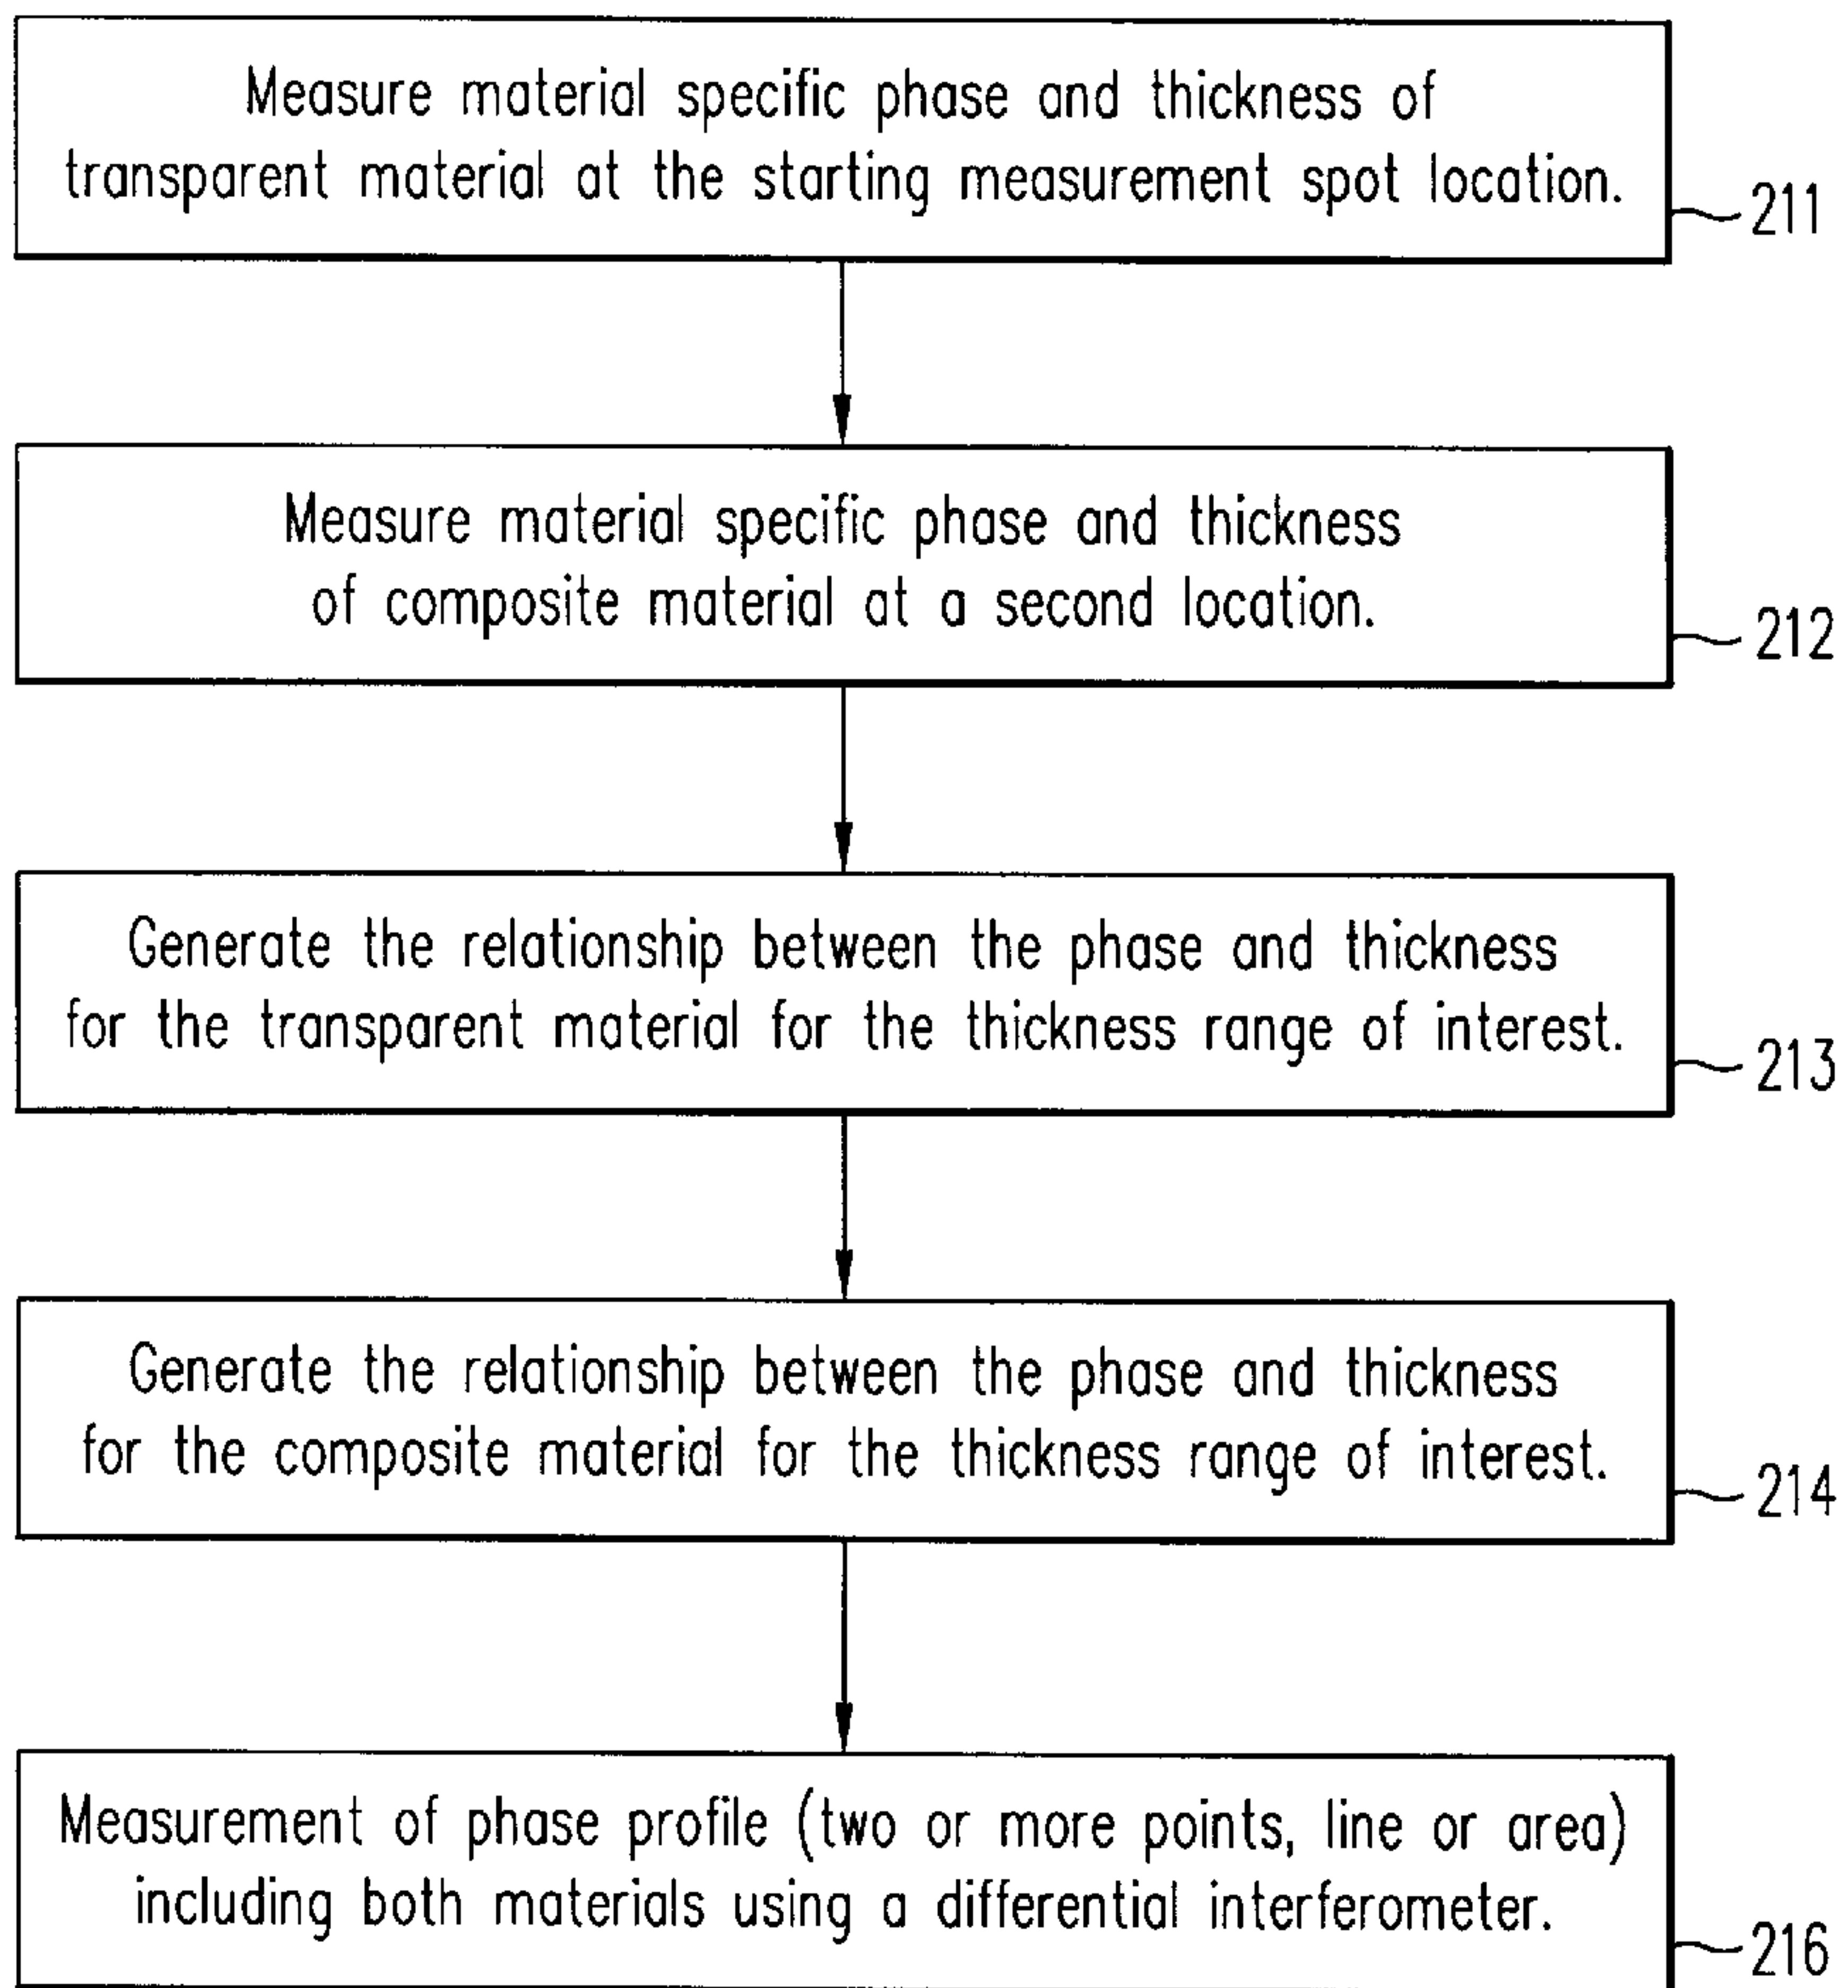 Measure material specific phase and thickness of
transparent material at the starting measurement spot location.
211
Measure material specific phase and thickness
of composite material at a second location.
212
Generate the relationship between the phase and thickness
for the transparent material for the thickness range of interest.
213
Generate the relationship between the phase and thickness
for the composite material for the thickness range of interest.
214
Measurement of phase profile (two or more points, line or area)
including both materials using a differential interferometer.
216